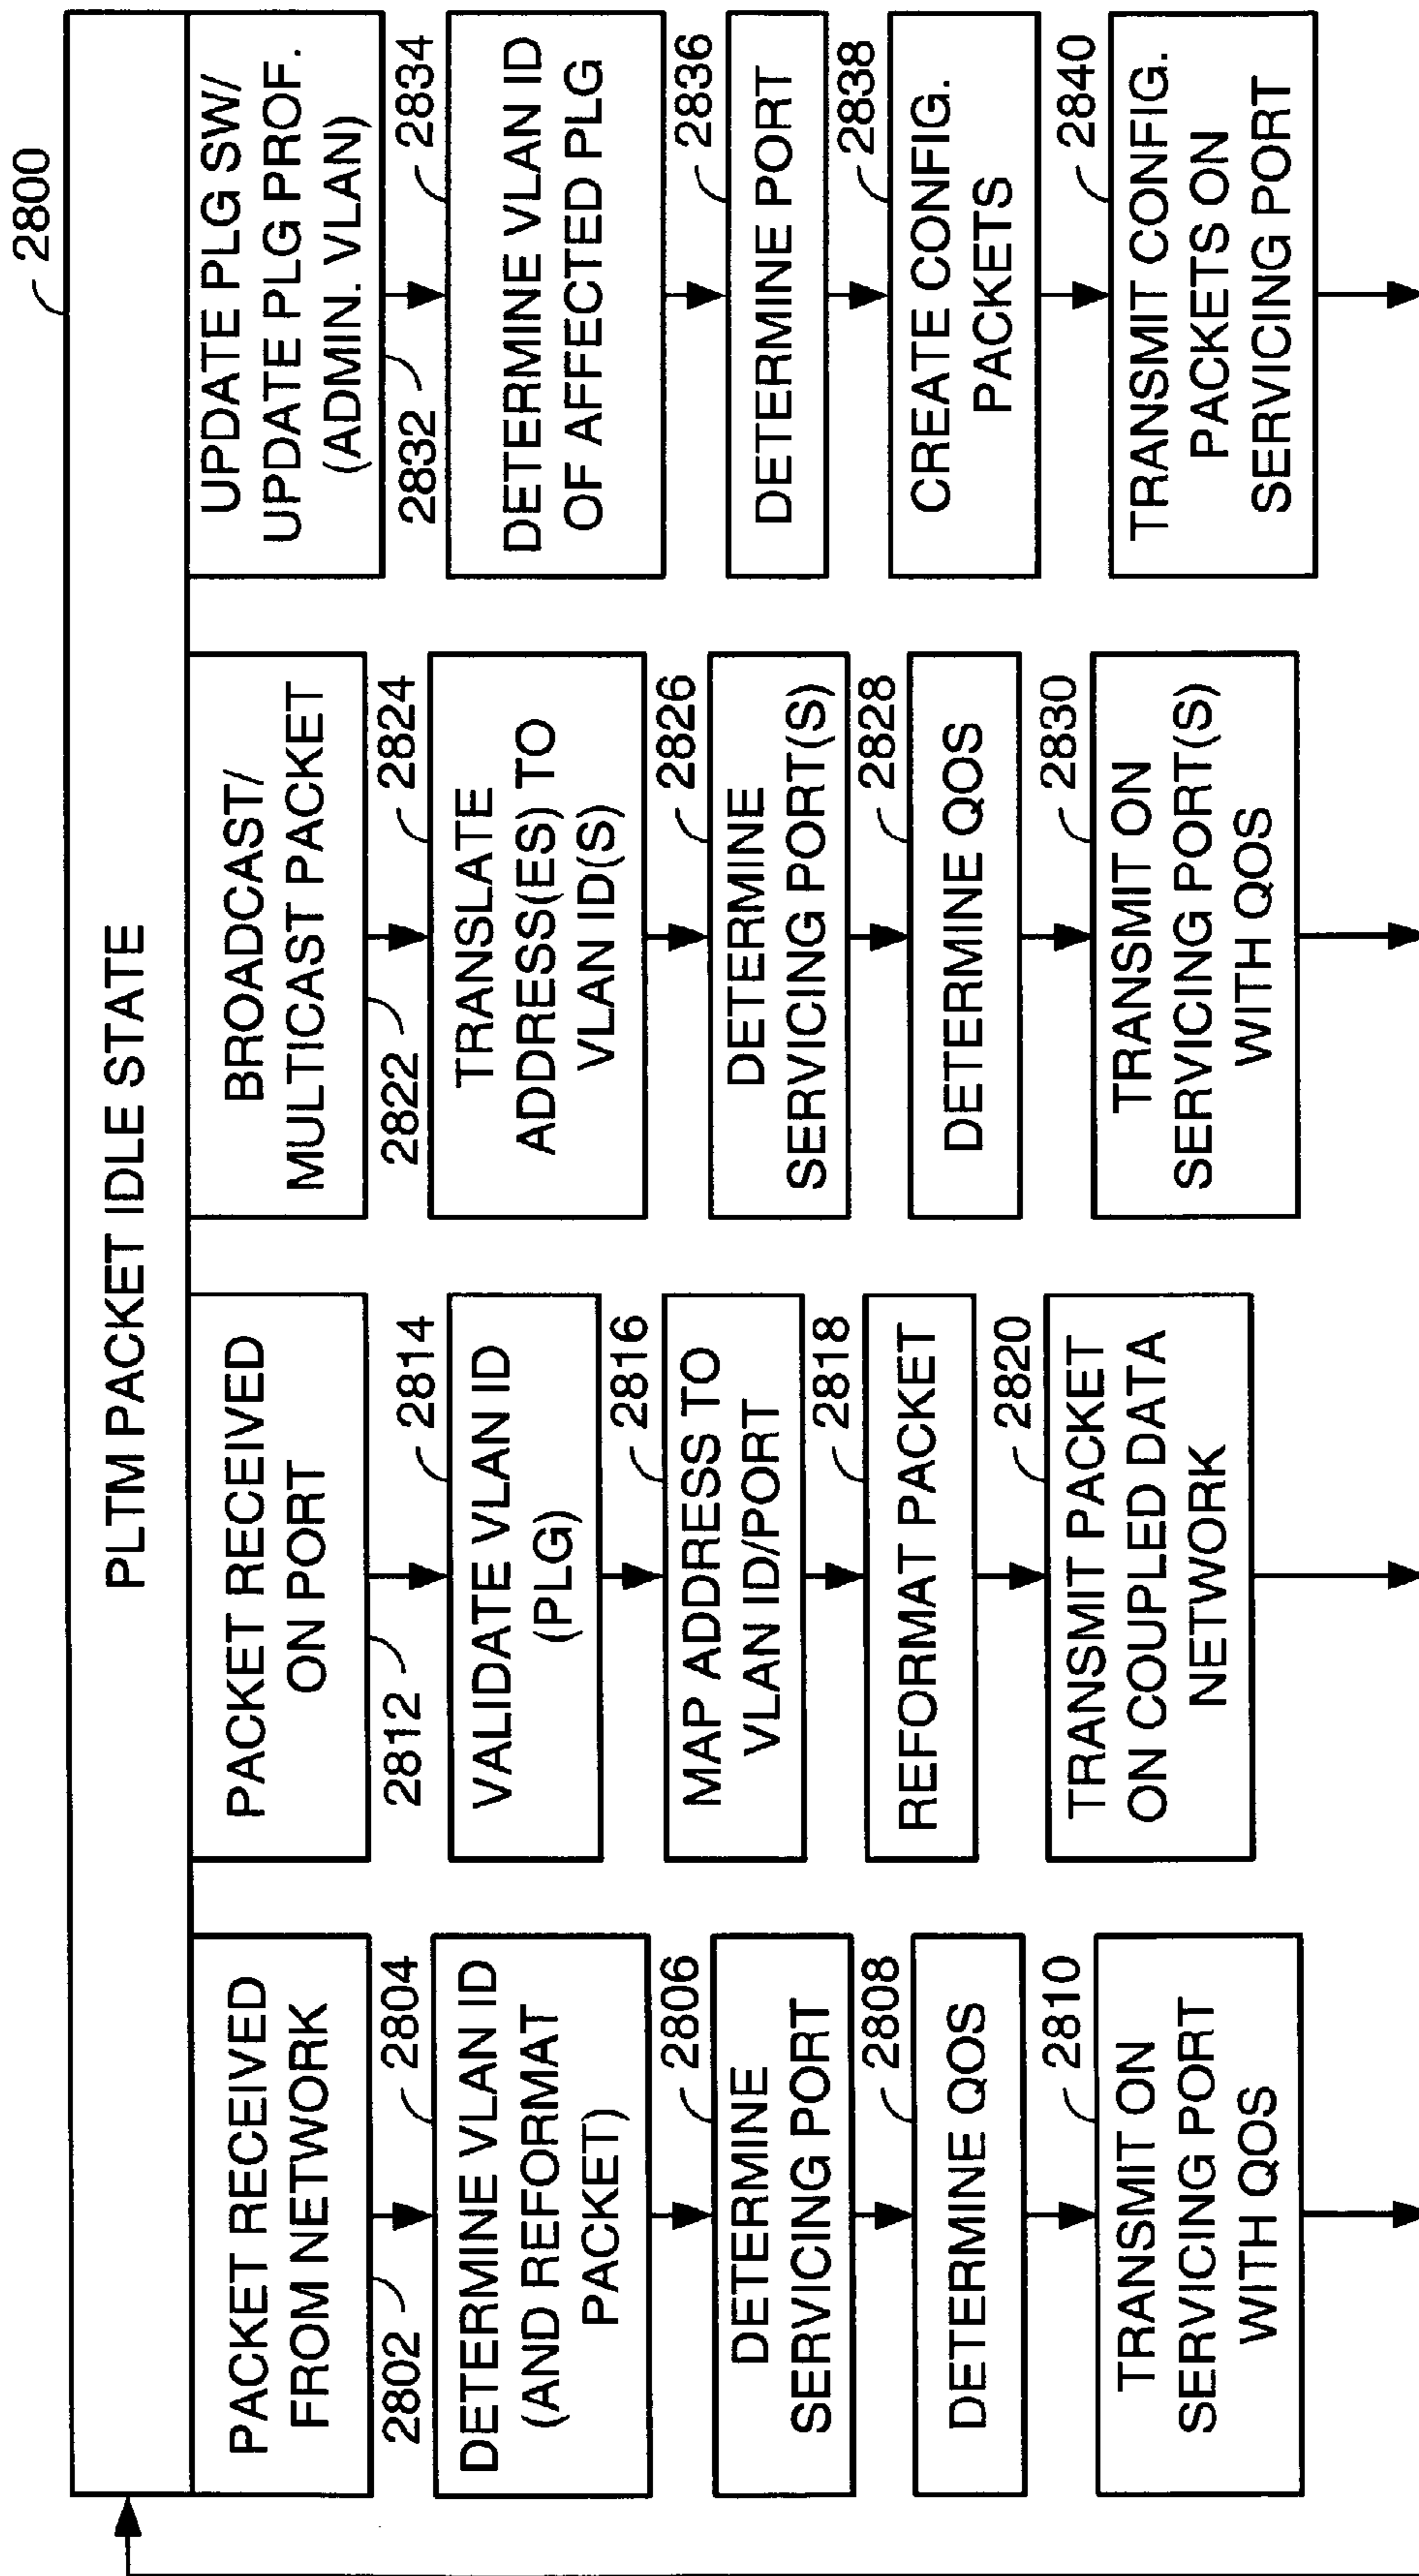 2800
PLTM PACKET IDLE STATE
PACKET RECEIVED
FROM NETWORK
2802
2804
DETERMINE VLAN ID
(AND REFORMAT
PACKET)
2806
DETERMINE
SERVICING PORT
2808
DETERMINE QOS
2810
TRANSMIT ON
SERVICING PORT
WITH QOS
PACKET RECEIVED
ON PORT
2812
2814
VALIDATE VLAN ID
(PLG)
2816
MAP ADDRESS TO
VLAN ID/PORT
2818
REFORMAT PACKET
2820
TRANSMIT PACKET
ON COUPLED DATA
NETWORK
BROADCAST/
MULTICAST PACKET
2822
2824
TRANSLATE
ADDRESS(ES) TO
VLAN ID(S)
2826
DETERMINE
SERVICING PORT(S)
2828
DETERMINE QOS
2830
TRANSMIT ON
SERVICING PORT(S)
WITH QOS
UPDATE PLG SW/
UPDATE PLG PROF.
(ADMIN. VLAN)
2832
2834
DETERMINE VLAN ID
OF AFFECTED PLG
2836
DETERMINE PORT
2838
CREATE CONFIG.
PACKETS
2840
TRANSMIT CONFIG.
PACKETS ON
SERVICING PORT